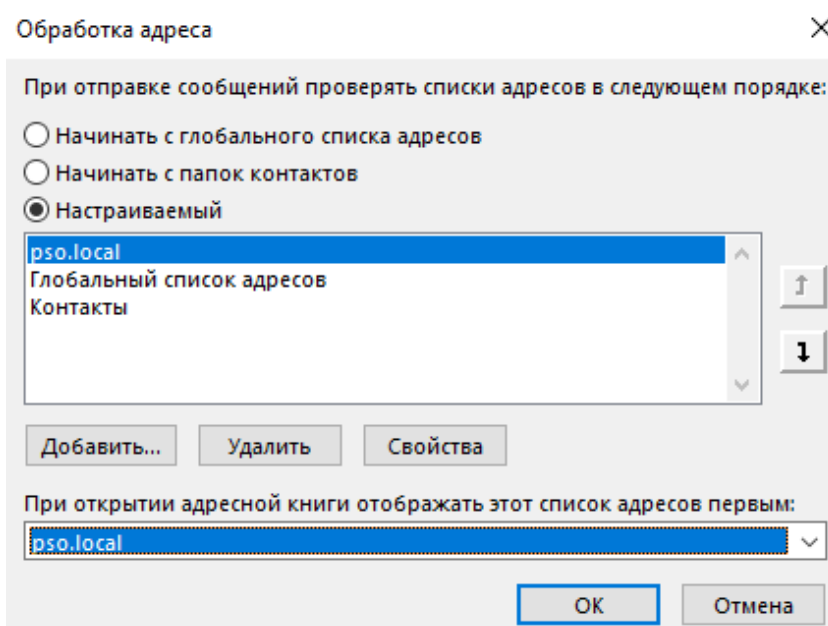 Обработка адреса
При отправке сообщений проверять списки адресов в следующем порядке:
Начинать с глобального списка адресов
Начинать с папок контактов
Настраиваемый
pso.local
Глобальный список адресов
Контакты
Добавить... Удалить Свойства
При открытии адресной книги отображать этот список адресов первым:
pso.local
ОК Отмена